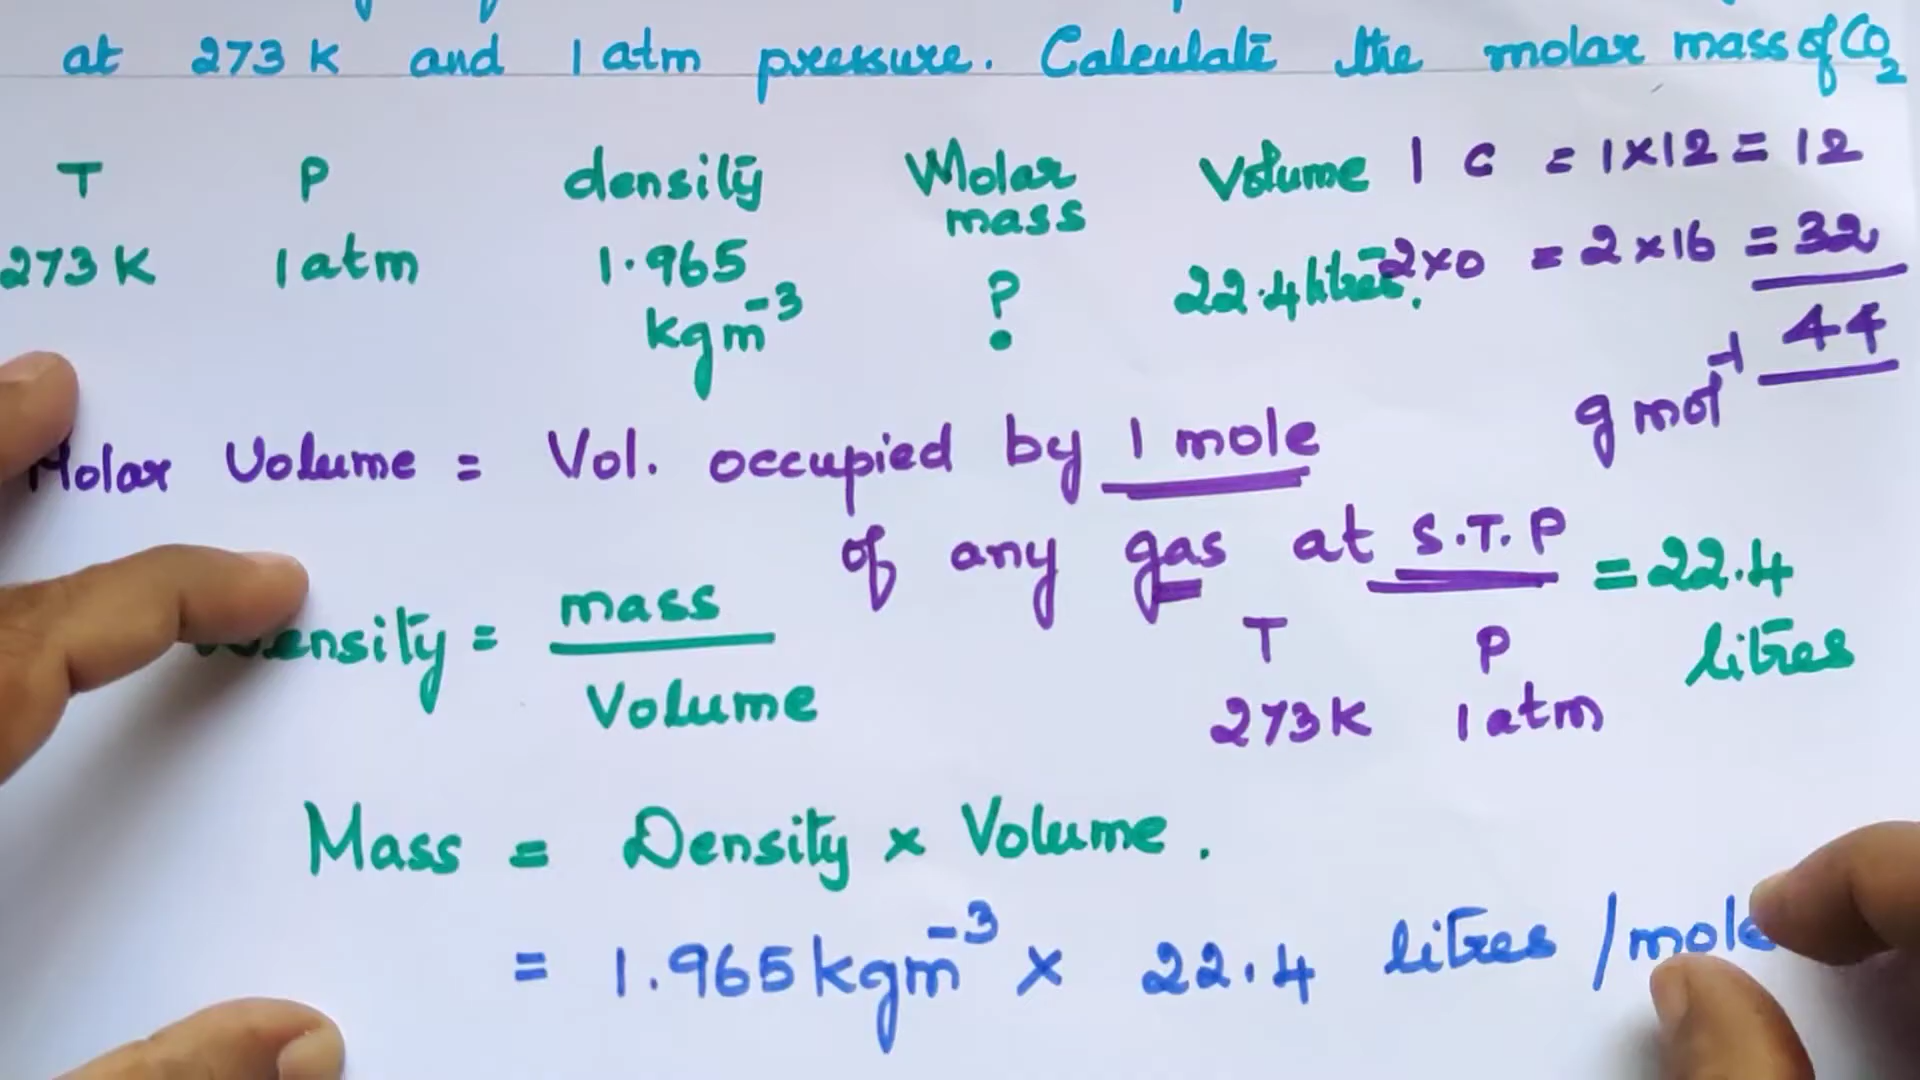 at 273 K and 1 atm pressure. Calculate the molar mass of CO2
T P density Molar mass Volume
273 K 1 atm 1.965 kgm⁻³ ? 22.4 litres.
1 C = 1×12 = 12
2×O = 2×16 = 32
44
g mol⁻¹
Molar Volume = Vol. occupied by 1 mole
of any gas at S.T.P = 22.4 litres
T P
273K 1 atm
Density = mass / Volume
Mass = Density × Volume.
= 1.965 kgm⁻³ × 22.4 litres / mole